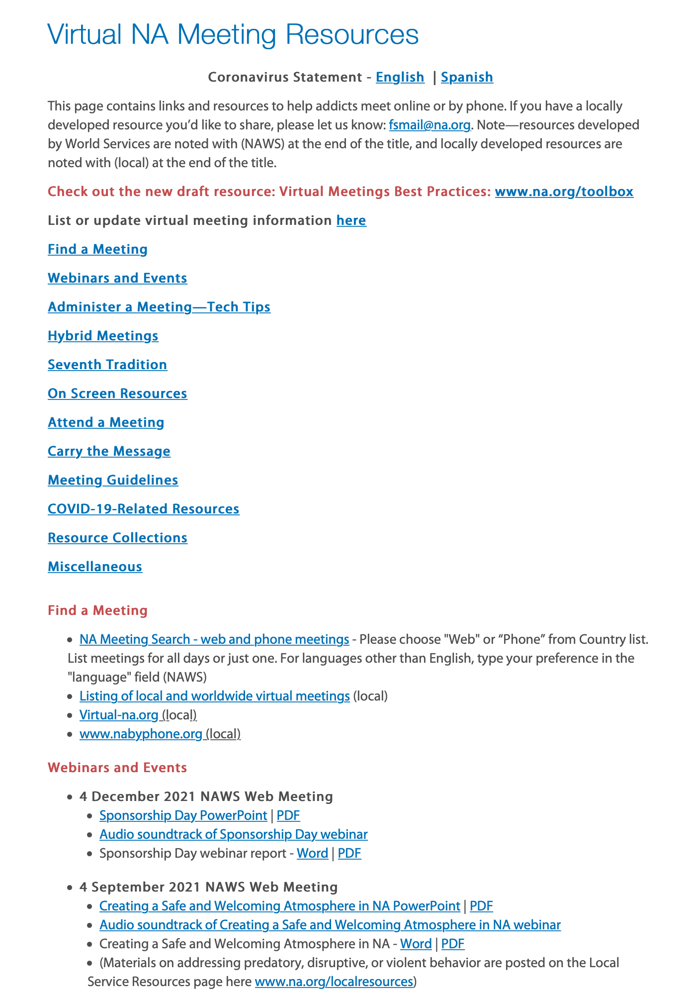 Virtual NA Meeting Resources
Coronavirus Statement - English | Spanish
This page contains links and resources to help addicts meet online or by phone. If you have a locally
developed resource you’d like to share, please let us know: fsmail@na.org. Note—resources developed
by World Services are noted with (NAWS) at the end of the title, and locally developed resources are
noted with (local) at the end of the title.
Check out the new draft resource: Virtual Meetings Best Practices: www.na.org/toolbox
List or update virtual meeting information here
Find a Meeting
Webinars and Events
Administer a Meeting—Tech Tips
Hybrid Meetings
Seventh Tradition
On Screen Resources
Attend a Meeting
Carry the Message
Meeting Guidelines
COVID-19-Related Resources
Resource Collections
Miscellaneous
Find a Meeting
• NA Meeting Search - web and phone meetings - Please choose "Web" or “Phone” from Country list.
List meetings for all days or just one. For languages other than English, type your preference in the
"language" field (NAWS)
• Listing of local and worldwide virtual meetings (local)
• Virtual-na.org (local)
• www.nabyphone.org (local)
Webinars and Events
• 4 December 2021 NAWS Web Meeting
• Sponsorship Day PowerPoint | PDF
• Audio soundtrack of Sponsorship Day webinar
• Sponsorship Day webinar report - Word | PDF
• 4 September 2021 NAWS Web Meeting
• Creating a Safe and Welcoming Atmosphere in NA PowerPoint | PDF
• Audio soundtrack of Creating a Safe and Welcoming Atmosphere in NA webinar
• Creating a Safe and Welcoming Atmosphere in NA - Word | PDF
• (Materials on addressing predatory, disruptive, or violent behavior are posted on the Local
Service Resources page here www.na.org/localresources)